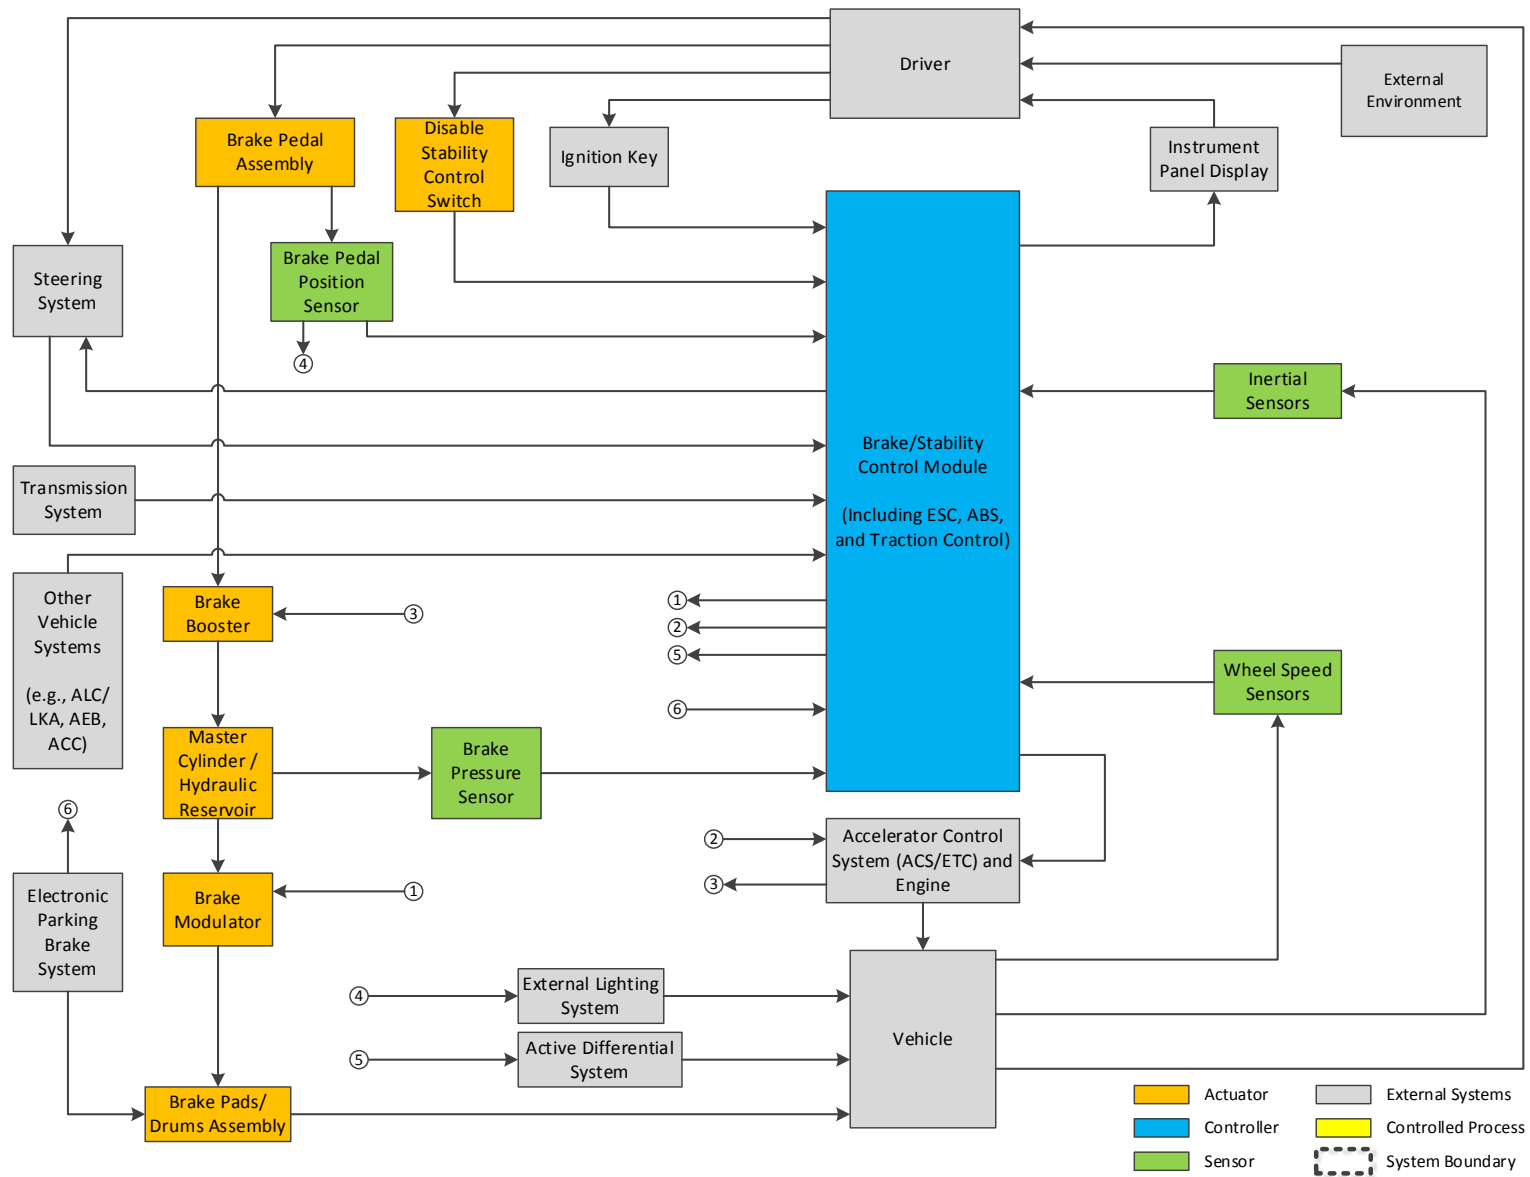 Driver
External
Environment
Brake Pedal
Assembly
Disable
Stability
Control
Switch
Ignition Key
Instrument
Panel Display
Brake Pedal
Position
Sensor
Steering
System
4
Inertial
Sensors
Brake/Stability
Control Module
(Including ESC, ABS,
and Traction Control)
Transmission
System
Other
Vehicle
Systems
(e.g., ALC/
LKA, AEB,
ACC)
Brake
Booster
3
1
2
5
6
Wheel Speed
Sensors
Master
Cylinder /
Hydraulic
Reservoir
Brake
Pressure
Sensor
6
2
3
Accelerator Control
System (ACS/ETC) and
Engine
Electronic
Parking
Brake
System
Brake
Modulator
1
4
External Lighting
System
5
Active Differential
System
Vehicle
Brake Pads/
Drums Assembly
Actuator
External Systems
Controller
Controlled Process
Sensor
System Boundary